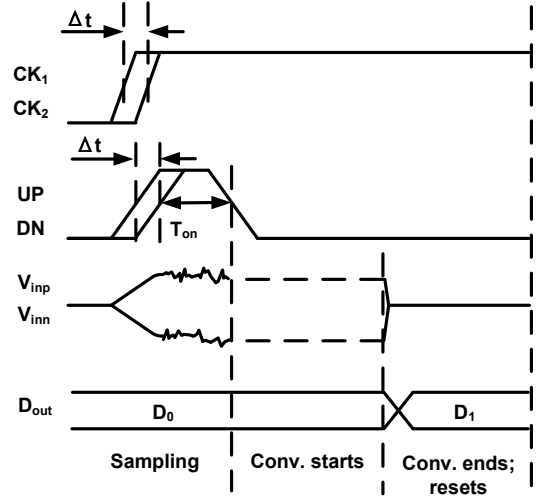 Δt
CK1
CK2
Δt
UP
DN
Ton
Vinp
Vinn
Dout
D0
D1
Sampling
Conv. starts
Conv. ends;
resets